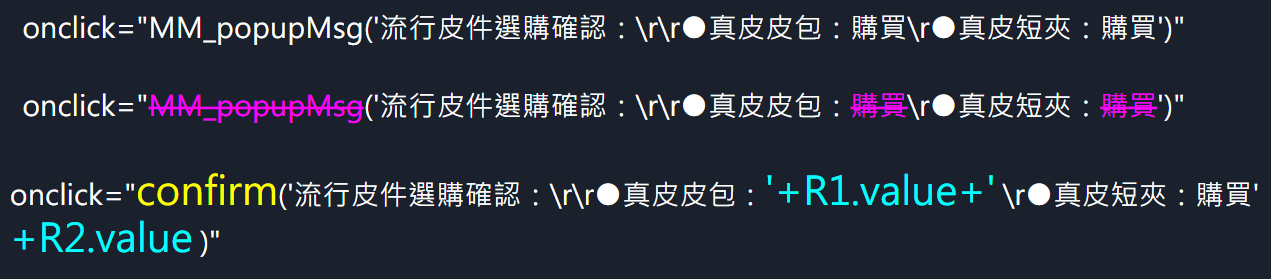 onclick="MM_popupMsg('流行皮件選購確認：\r\r●真皮皮包：購買\r●真皮短夾：購買')"
onclick="MM_popupMsg('流行皮件選購確認：\r\r●真皮皮包：購買\r●真皮短夾：購買')"
onclick="confirm('流行皮件選購確認：\r\r●真皮皮包：'+R1.value+' \r●真皮短夾：購買'
+R2.value )"